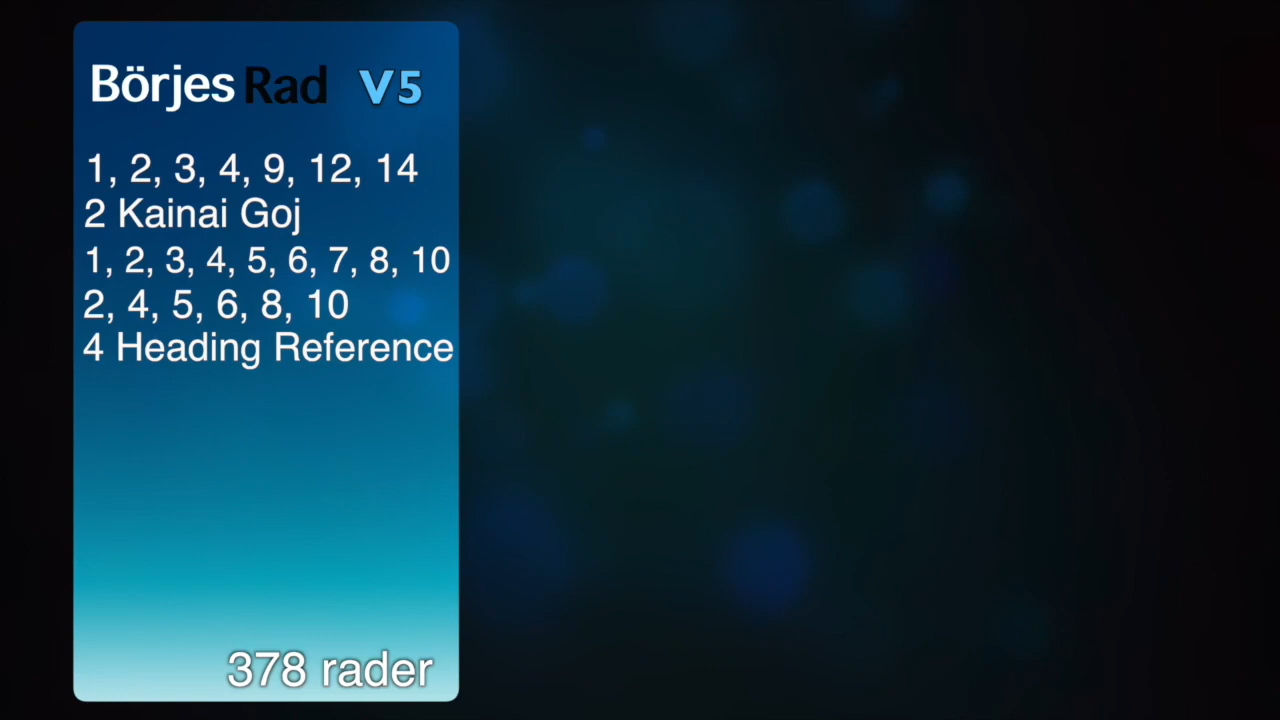 Börjes Rad V5
1, 2, 3, 4, 9, 12, 14
2 Kainai Goj
1, 2, 3, 4, 5, 6, 7, 8, 10
2, 4, 5, 6, 8, 10
4 Heading Reference
378 rader